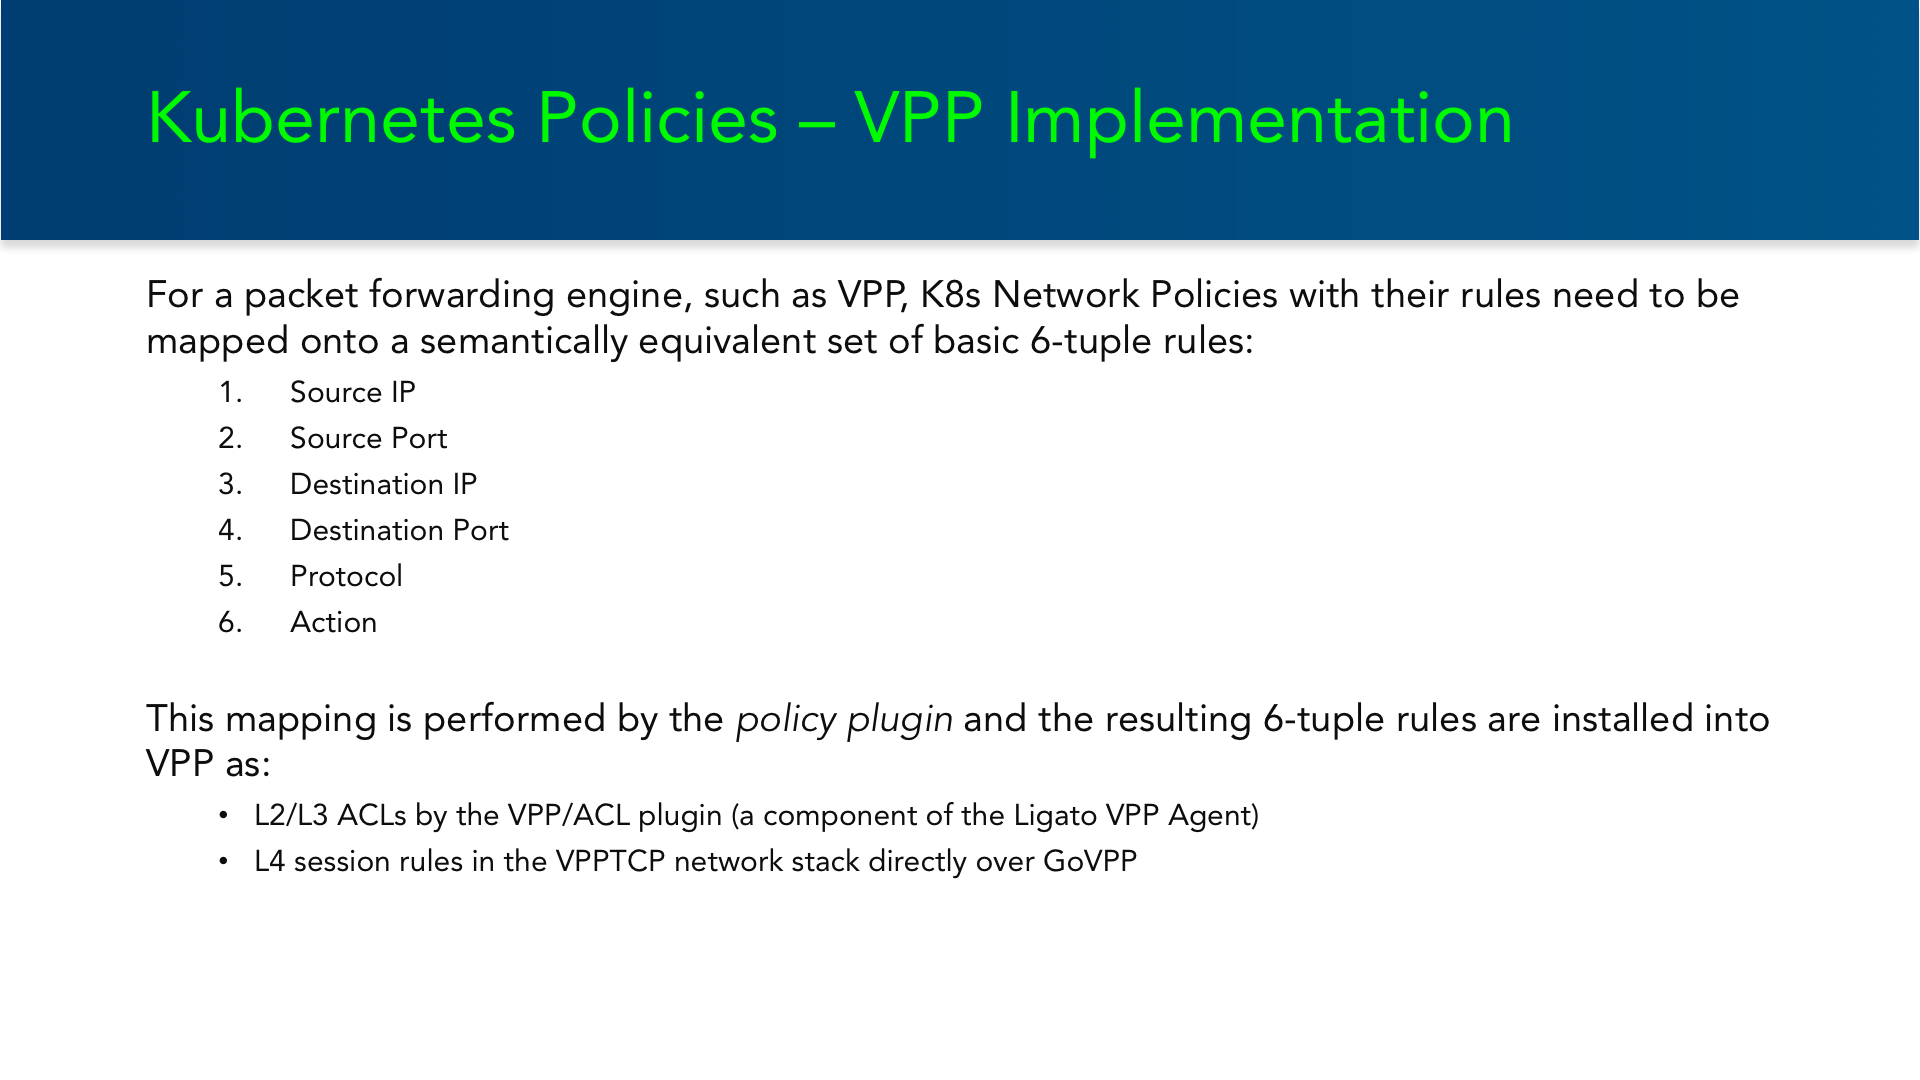 Kubernetes Policies – VPP Implementation
For a packet forwarding engine, such as VPP, K8s Network Policies with their rules need to be
mapped onto a semantically equivalent set of basic 6-tuple rules:
1. Source IP
2. Source Port
3. Destination IP
4. Destination Port
5. Protocol
6. Action
This mapping is performed by the policy plugin and the resulting 6-tuple rules are installed into
VPP as:
• L2/L3 ACLs by the VPP/ACL plugin (a component of the Ligato VPP Agent)
• L4 session rules in the VPPTCP network stack directly over GoVPP